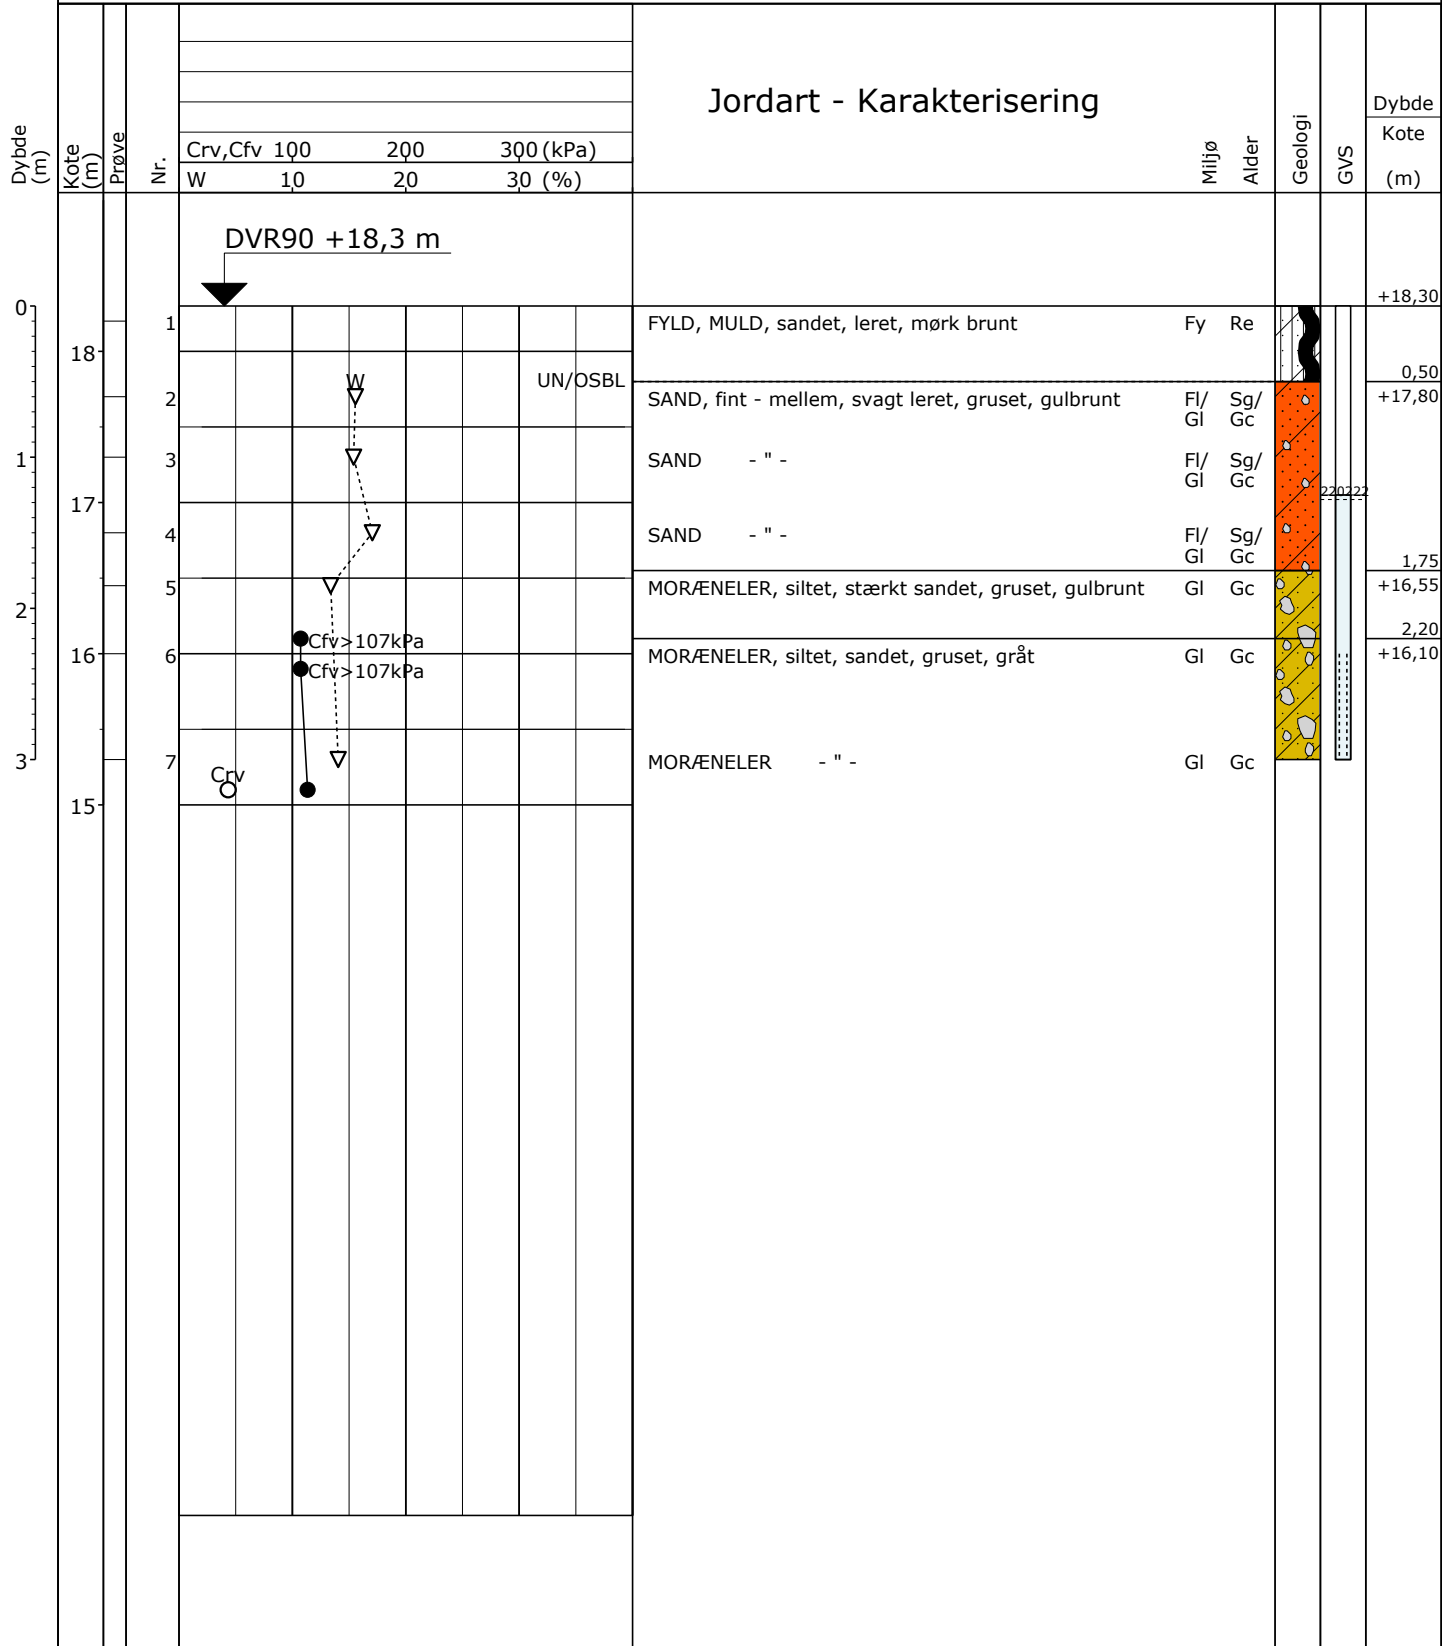 Jordart - Karakterisering
Dybde (m)
Kote (m)
Prøve
Nr.
Crv,Cfv 100 200 300 (kPa)
W 10 20 30 (%)
Miljø
Alder
Geologi
GVS
Dybde
Kote
(m)
DVR90 +18,3 m
+18,30
0
1 FYLD, MULD, sandet, leret, mørk brunt Fy Re
18
0,50
W UN/OSBL
2 SAND, fint - mellem, svagt leret, gruset, gulbrunt Fl/ Sg/ +17,80
Gl Gc
1
3 SAND - " - Fl/ Sg/
Gl Gc
220222
17
4 SAND - " - Fl/ Sg/
Gl Gc
1,75
5 MORÆNELER, siltet, stærkt sandet, gruset, gulbrunt Gl Gc +16,55
2
2,20
Cfv>107kPa
16
6 MORÆNELER, siltet, sandet, gruset, gråt Gl Gc +16,10
Cfv>107kPa
3
7 MORÆNELER - " - Gl Gc
Crv
15